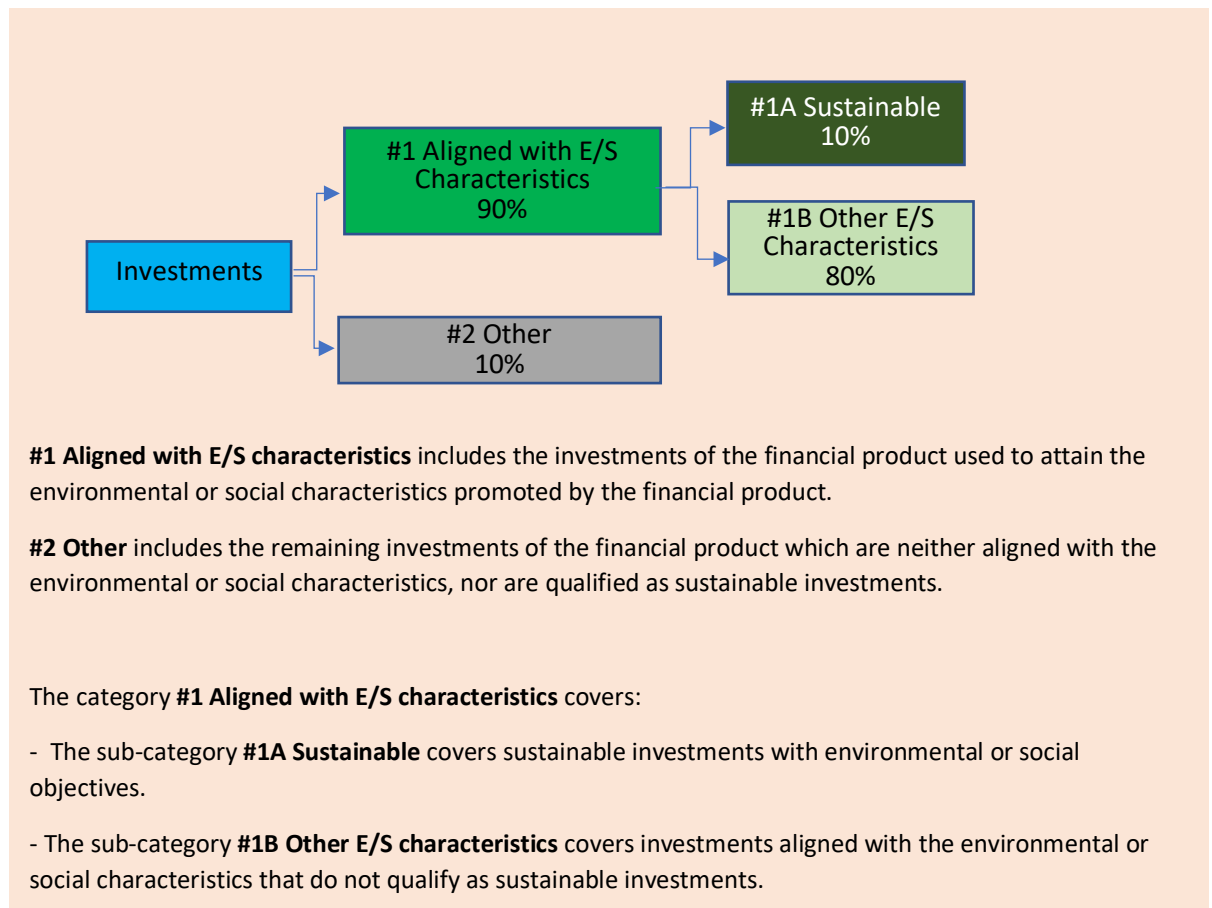 #1A Sustainable
10%
#1 Aligned with E/S
Characteristics
90%
#1B Other E/S
Characteristics
80%
Investments
#2 Other
10%
#1 Aligned with E/S characteristics includes the investments of the financial product used to attain the
environmental or social characteristics promoted by the financial product.
#2 Other includes the remaining investments of the financial product which are neither aligned with the
environmental or social characteristics, nor are qualified as sustainable investments.
The category #1 Aligned with E/S characteristics covers:
- The sub-category #1A Sustainable covers sustainable investments with environmental or social
objectives.
- The sub-category #1B Other E/S characteristics covers investments aligned with the environmental or
social characteristics that do not qualify as sustainable investments.